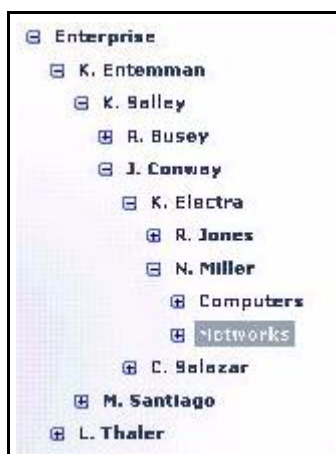 Enterprise
K. Entemman
K. Salley
R. Busey
J. Conway
K. Electra
R. Jones
N. Miller
Computers
Networks
C. Salazar
M. Santiago
L. Thaler